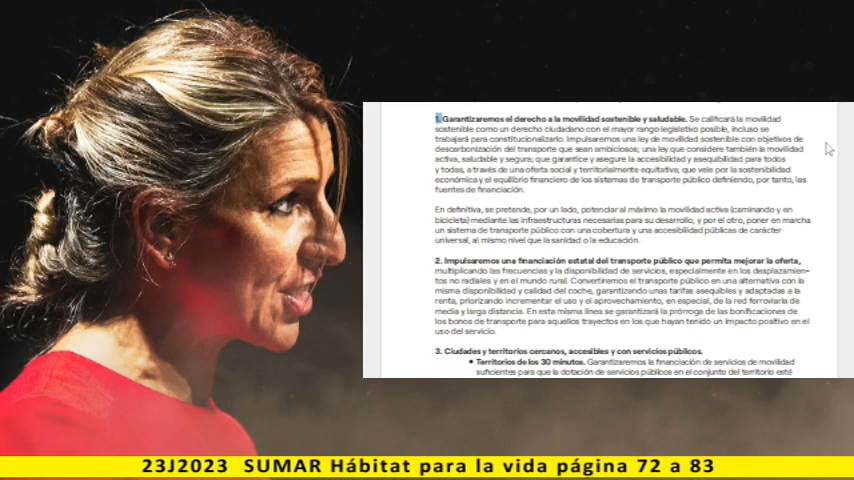 1. Garantizaremos el derecho a la movilidad sostenible y saludable. Se calificará la movilidad
sostenible como un derecho ciudadano con el mayor rango legislativo posible, incluso se
trabajará para constitucionalizarlo. Impulsaremos una ley de movilidad sostenible con objetivos de
descarbonización del transporte que sean ambiciosos; una ley que considere también la movilidad
activa, saludable y segura; que garantice y asegure la accesibilidad y asequibilidad para todos
y todas, a través de una oferta social y territorialmente equitativa; que vele por la sostenibilidad
económica y el equilibrio financiero de los sistemas de transporte público definiendo, por tanto, las
fuentes de financiación.
En definitiva, se pretende, por un lado, potenciar al máximo la movilidad activa (caminando y en
bicicleta) mediante las infraestructuras necesarias para su desarrollo, y por el otro, poner en marcha
un sistema de transporte público con una cobertura y una accesibilidad públicas de carácter
universal, al mismo nivel que la sanidad o la educación.
2. Impulsaremos una financiación estatal del transporte público que permita mejorar la oferta,
multiplicando las frecuencias y la disponibilidad de servicios, especialmente en los desplazamien-
tos no radiales y en el mundo rural. Convertiremos el transporte público en una alternativa con la
misma disponibilidad y calidad del coche, garantizando unas tarifas asequibles y adaptadas a la
renta, priorizando incrementar el uso y el aprovechamiento, en especial, de la red ferroviaria de
media y larga distancia. En esta misma línea se garantizará la prórroga de las bonificaciones de
los bonos de transporte para aquellos trayectos en los que hayan tenido un impacto positivo en el
uso del servicio.
3. Ciudades y territorios cercanos, accesibles y con servicios públicos.
• Territorios de los 30 minutos. Garantizaremos la financiación de servicios de movilidad
suficientes para que la dotación de servicios públicos en el conjunto del territorio esté
23J2023 SUMAR Hábitat para la vida página 72 a 83